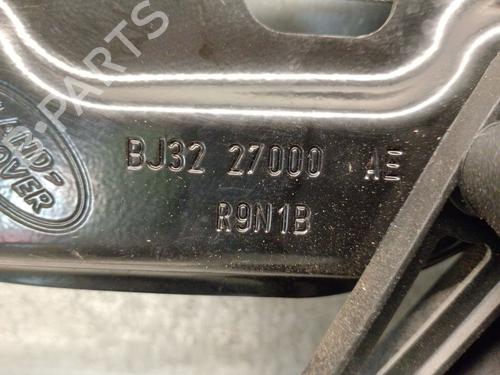 LAND-
ROVER
BJ32 27000 AE
R9N1B
B-PARTS